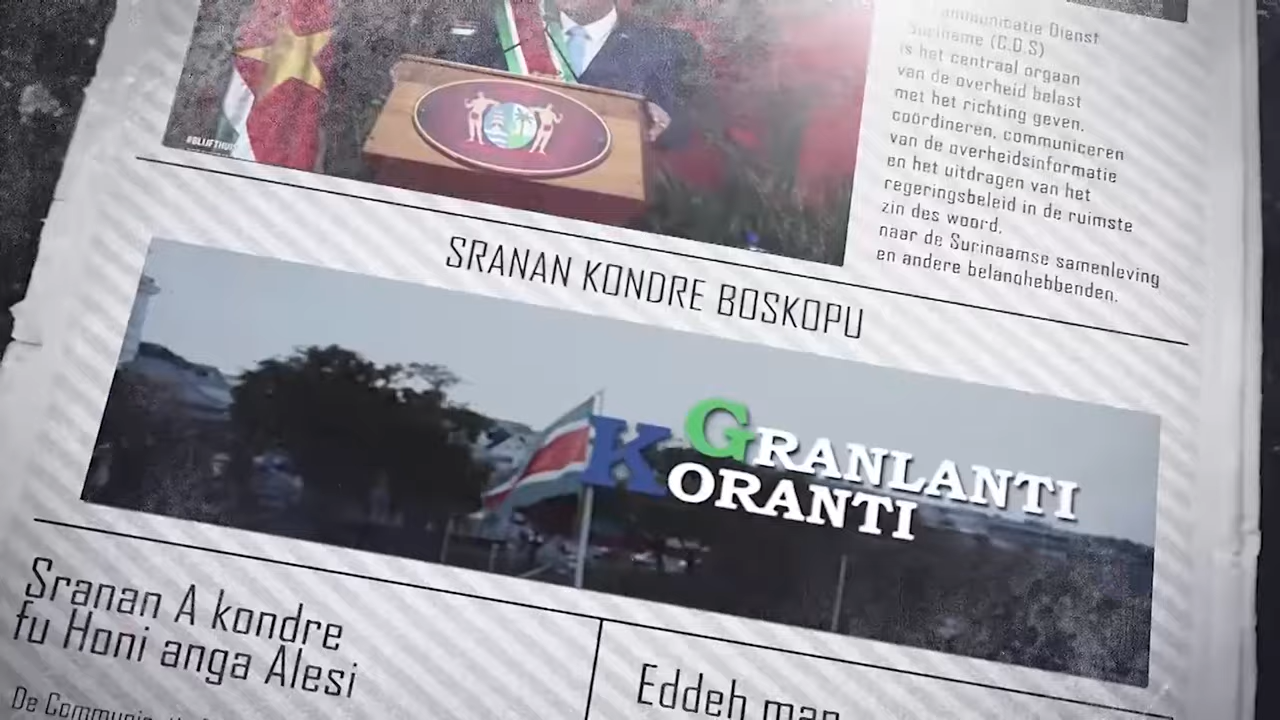 Communicatie Dienst
Suriname (C.D.S)
is het centraal orgaan
van de overheid belast
met het richting geven,
coördineren, communiceren
van de overheidsinformatie
en het uitdragen van het
regeringsbeleid in de ruimste
zin des woord,
naar de Surinaamse samenleving
en andere belanghebbenden.
SRANAN KONDRE BOSKOPU
GRANLANTI
KORANTI
Sranan A kondre
fu Honi anga Alesi
De
Eddeh man